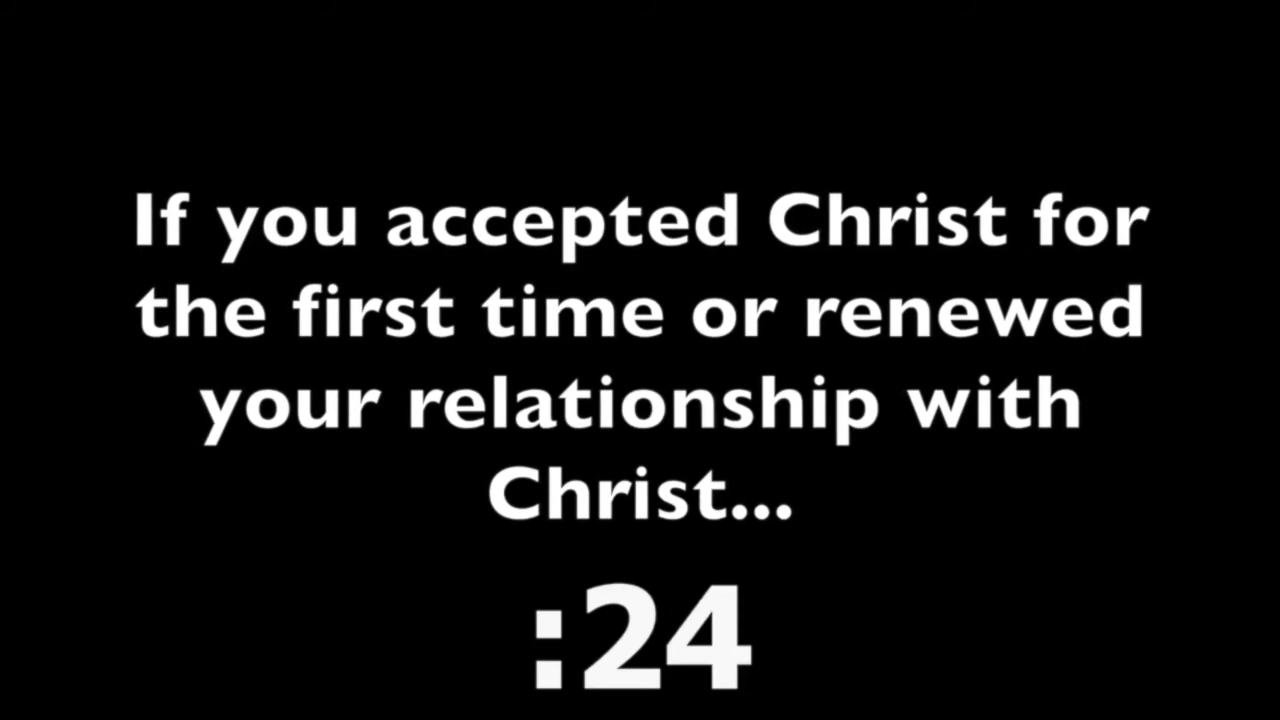 If you accepted Christ for
the first time or renewed
your relationship with
Christ...
:24